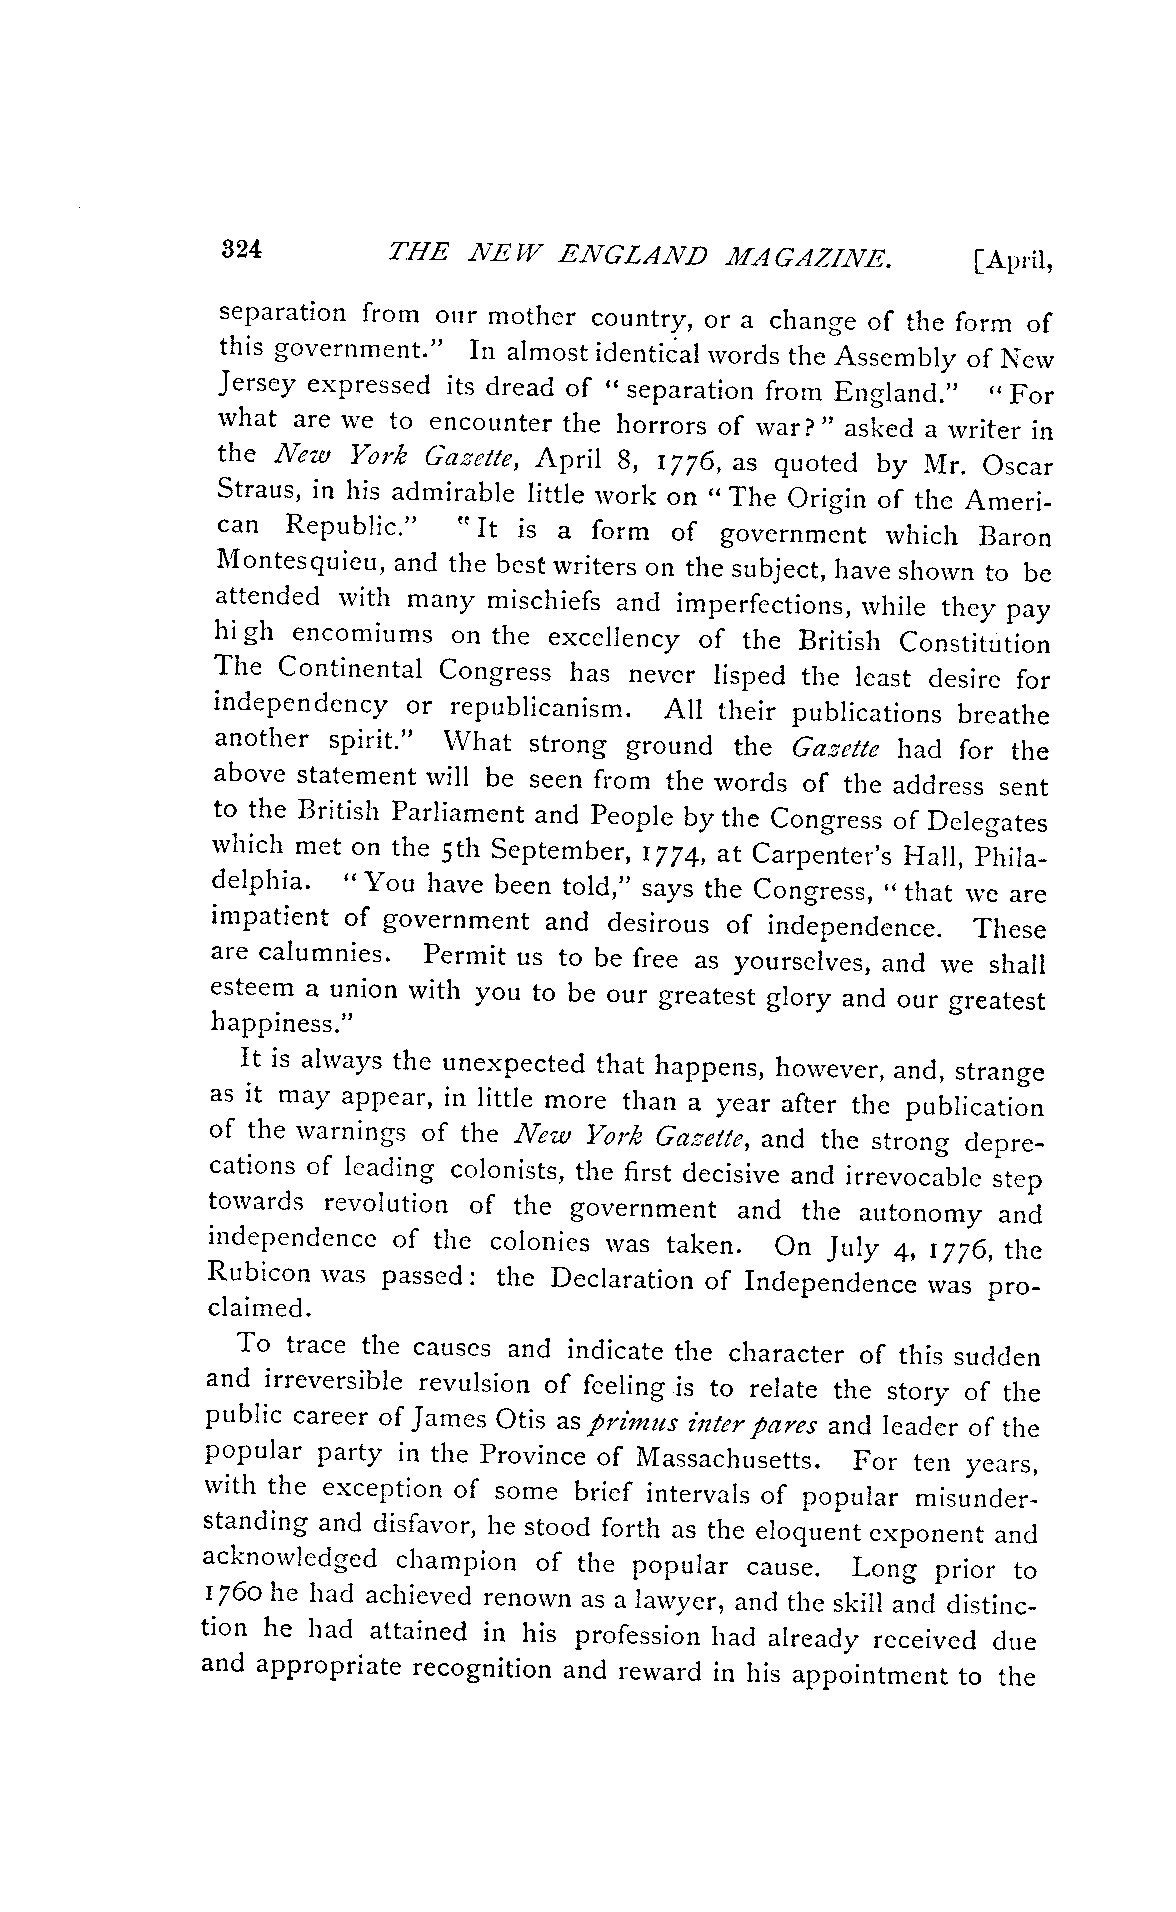 324 THE NEW ENGLAND MAGAZINE. [April,
separation from our mother country, or a change of the form of
this government." In almost identical words the Assembly of New
Jersey expressed its dread of "separation from England." "For
what are we to encounter the horrors of war?" asked a writer in
the New York Gazette, April 8, 1776, as quoted by Mr. Oscar
Straus, in his admirable little work on "The Origin of the Ameri-
can Republic." "It is a form of government which Baron
Montesquieu, and the best writers on the subject, have shown to be
attended with many mischiefs and imperfections, while they pay
high encomiums on the excellency of the British Constitution
The Continental Congress has never lisped the least desire for
independency or republicanism. All their publications breathe
another spirit." What strong ground the Gazette had for the
above statement will be seen from the words of the address sent
to the British Parliament and People by the Congress of Delegates
which met on the 5th September, 1774, at Carpenter's Hall, Phila-
delphia. "You have been told," says the Congress, "that we are
impatient of government and desirous of independence. These
are calumnies. Permit us to be free as yourselves, and we shall
esteem a union with you to be our greatest glory and our greatest
happiness."
It is always the unexpected that happens, however, and, strange
as it may appear, in little more than a year after the publication
of the warnings of the New York Gazette, and the strong depre-
cations of leading colonists, the first decisive and irrevocable step
towards revolution of the government and the autonomy and
independence of the colonies was taken. On July 4, 1776, the
Rubicon was passed: the Declaration of Independence was pro-
claimed.
To trace the causes and indicate the character of this sudden
and irreversible revulsion of feeling is to relate the story of the
public career of James Otis as primus inter pares and leader of the
popular party in the Province of Massachusetts. For ten years,
with the exception of some brief intervals of popular misunder-
standing and disfavor, he stood forth as the eloquent exponent and
acknowledged champion of the popular cause. Long prior to
1760 he had achieved renown as a lawyer, and the skill and distinc-
tion he had attained in his profession had already received due
and appropriate recognition and reward in his appointment to the